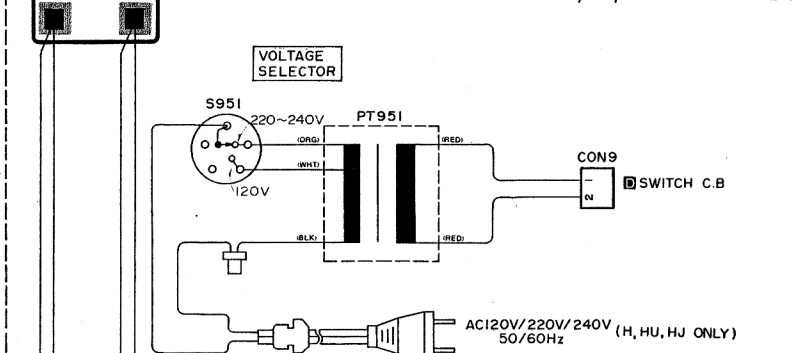 VOLTAGE
SELECTOR
S951
220~240V
PT951
(ORG)
(RED)
CON9
(WHT)
1
D SWITCH C.B
2
120V
(BLK)
(RED)
AC120V/220V/240V (H, HU, HJ ONLY)
50/60Hz